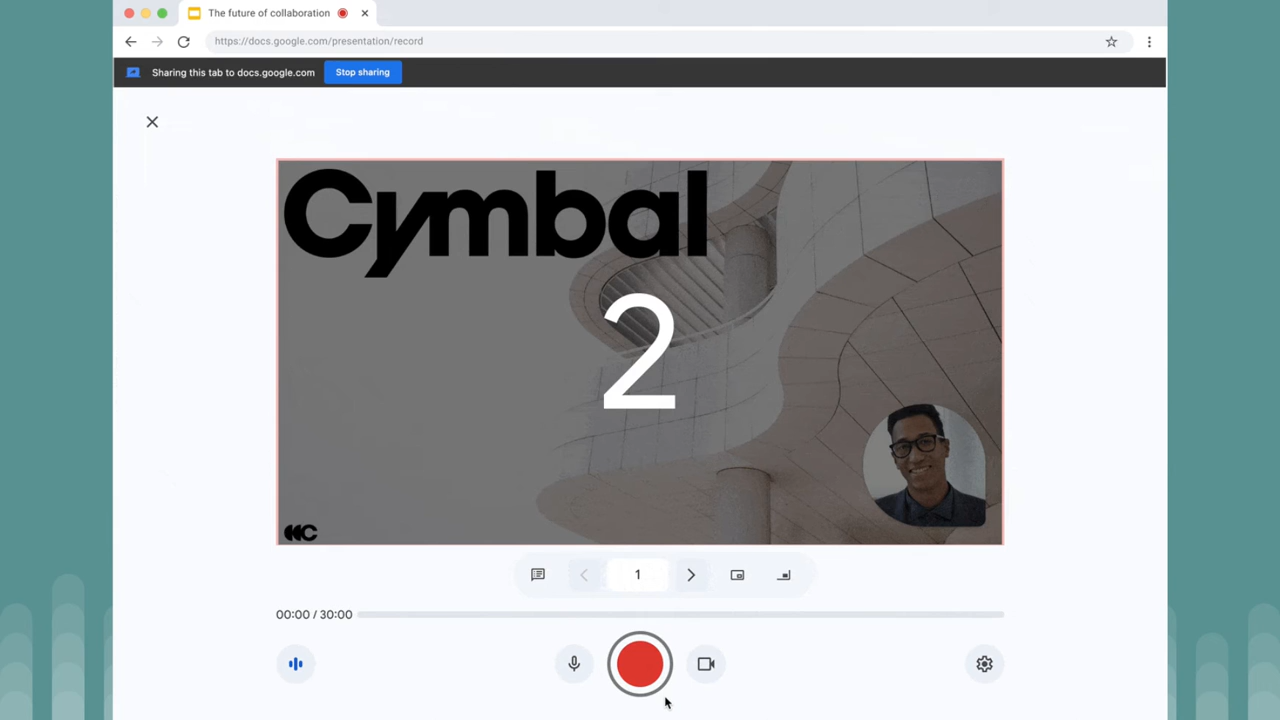 The future of collaboration
https://docs.google.com/presentation/record
Sharing this tab to docs.google.com
Stop sharing
Cymbal
2
1
00:00 / 30:00